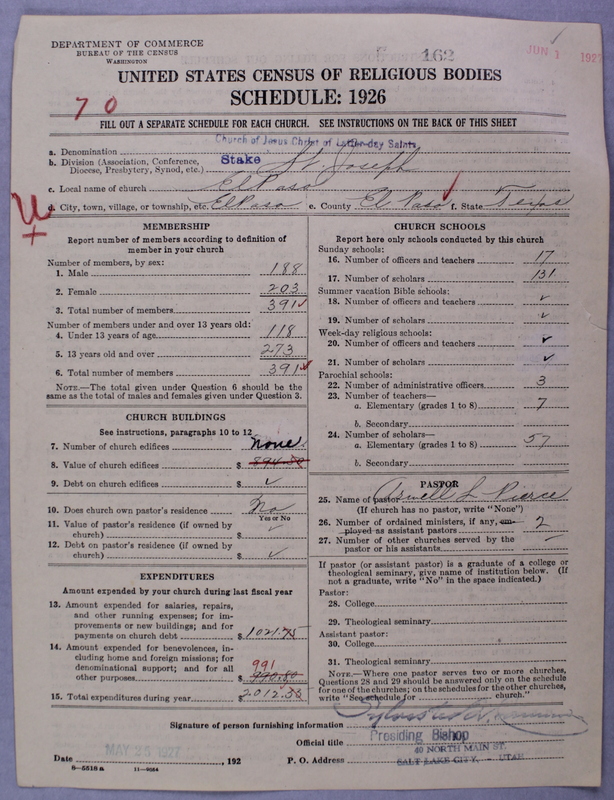 DEPARTMENT OF COMMERCE
BUREAU OF THE CENSUS
WASHINGTON
162
JUN 1 192
UNITED STATES CENSUS OF RELIGIOUS BODIES
SCHEDULE: 1926
7 0
FILL OUT A SEPARATE SCHEDULE FOR EACH CHURCH. SEE INSTRUCTIONS ON THE BACK OF THIS SHEET
Church of Jesus Christ of Latter-day Saints
a. Denomination
b. Division (Association, Conference, Diocese, Presbytery, Synod, etc.) Stake St. Joseph
c. Local name of church El Paso
d. City, town, village, or township, etc. El Paso e. County El Paso f. State Texas
MEMBERSHIP
Report number of members according to definition of member in your church
Number of members, by sex:
1. Male 188
2. Female 203
3. Total number of members 391
Number of members under and over 13 years old:
4. Under 13 years of age 118
5. 13 years old and over 273
6. Total number of members 391
NOTE.—The total given under Question 6 should be the same as the total of males and females given under Question 3.
CHURCH BUILDINGS
See instructions, paragraphs 10 to 12
7. Number of church edifices none
8. Value of church edifices $
9. Debt on church edifices $ ✓
10. Does church own pastor's residence No
Yes or No
11. Value of pastor's residence (if owned by church) $
12. Debt on pastor's residence (if owned by church) $ ✓
EXPENDITURES
Amount expended by your church during last fiscal year
13. Amount expended for salaries, repairs, and other running expenses; for improvements or new buildings; and for payments on church debt $ 1021.75
14. Amount expended for benevolences, including home and foreign missions; for denominational support; and for all other purposes $ 991
15. Total expenditures during year $ 2012.
CHURCH SCHOOLS
Report here only schools conducted by this church
Sunday schools:
16. Number of officers and teachers 17
17. Number of scholars 131
Summer vacation Bible schools:
18. Number of officers and teachers ✓
19. Number of scholars ✓
Week-day religious schools:
20. Number of officers and teachers ✓
21. Number of scholars ✓
Parochial schools:
22. Number of administrative officers 3
23. Number of teachers—
a. Elementary (grades 1 to 8) 7
b. Secondary
24. Number of scholars—
a. Elementary (grades 1 to 8) 57
b. Secondary
PASTOR
25. Name of pastor Arwell L. Pierce
(If church has no pastor, write "None")
26. Number of ordained ministers, if any, employed as assistant pastors 2
27. Number of other churches served by the pastor or his assistants —
If pastor (or assistant pastor) is a graduate of a college or theological seminary, give name of institution below. (If not a graduate, write "No" in the space indicated.)
Pastor:
28. College
29. Theological seminary
Assistant pastor:
30. College
31. Theological seminary
NOTE.—Where one pastor serves two or more churches, Questions 28 and 29 should be answered only on the schedule for one of the churches; on the schedules for the other churches, write "See schedule for church."
Signature of person furnishing information
Official title Presiding Bishop
MAY 25 1927
Date , 192 P. O. Address 40 NORTH MAIN ST. SALT LAKE CITY, - UTAH
8—5518 a 11—9564